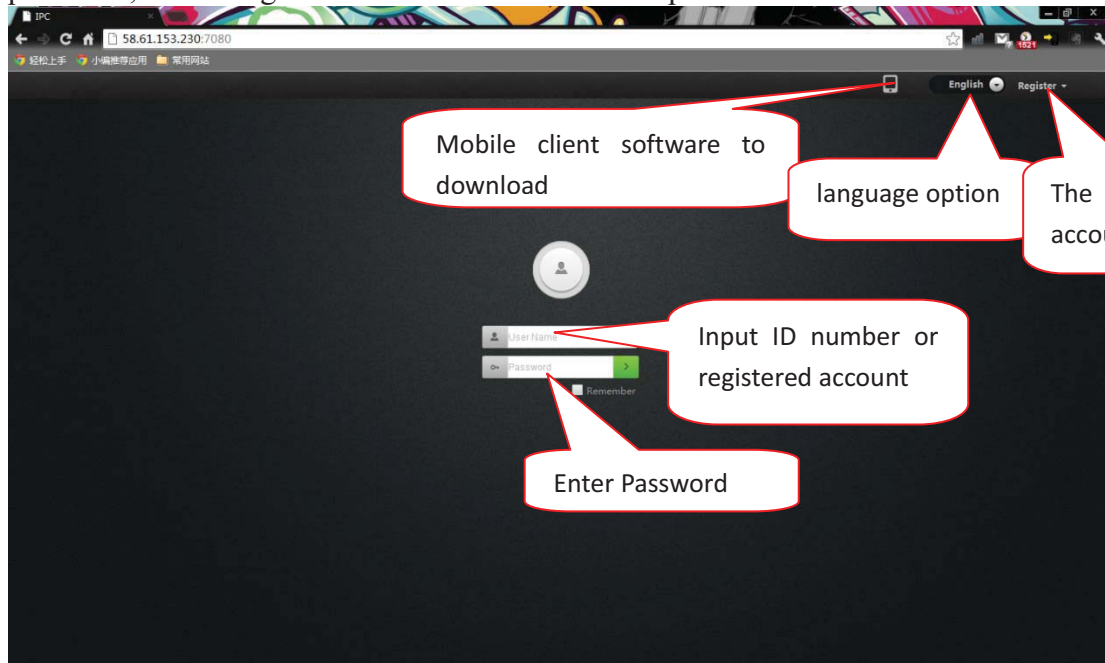 IPC
58.61.153.230:7080
轻松上手 小编推荐应用 常用网站
1521
English Register
Mobile client software to
download
language option
The
User Name
Input ID number or
registered account
Password
Remember
Enter Password